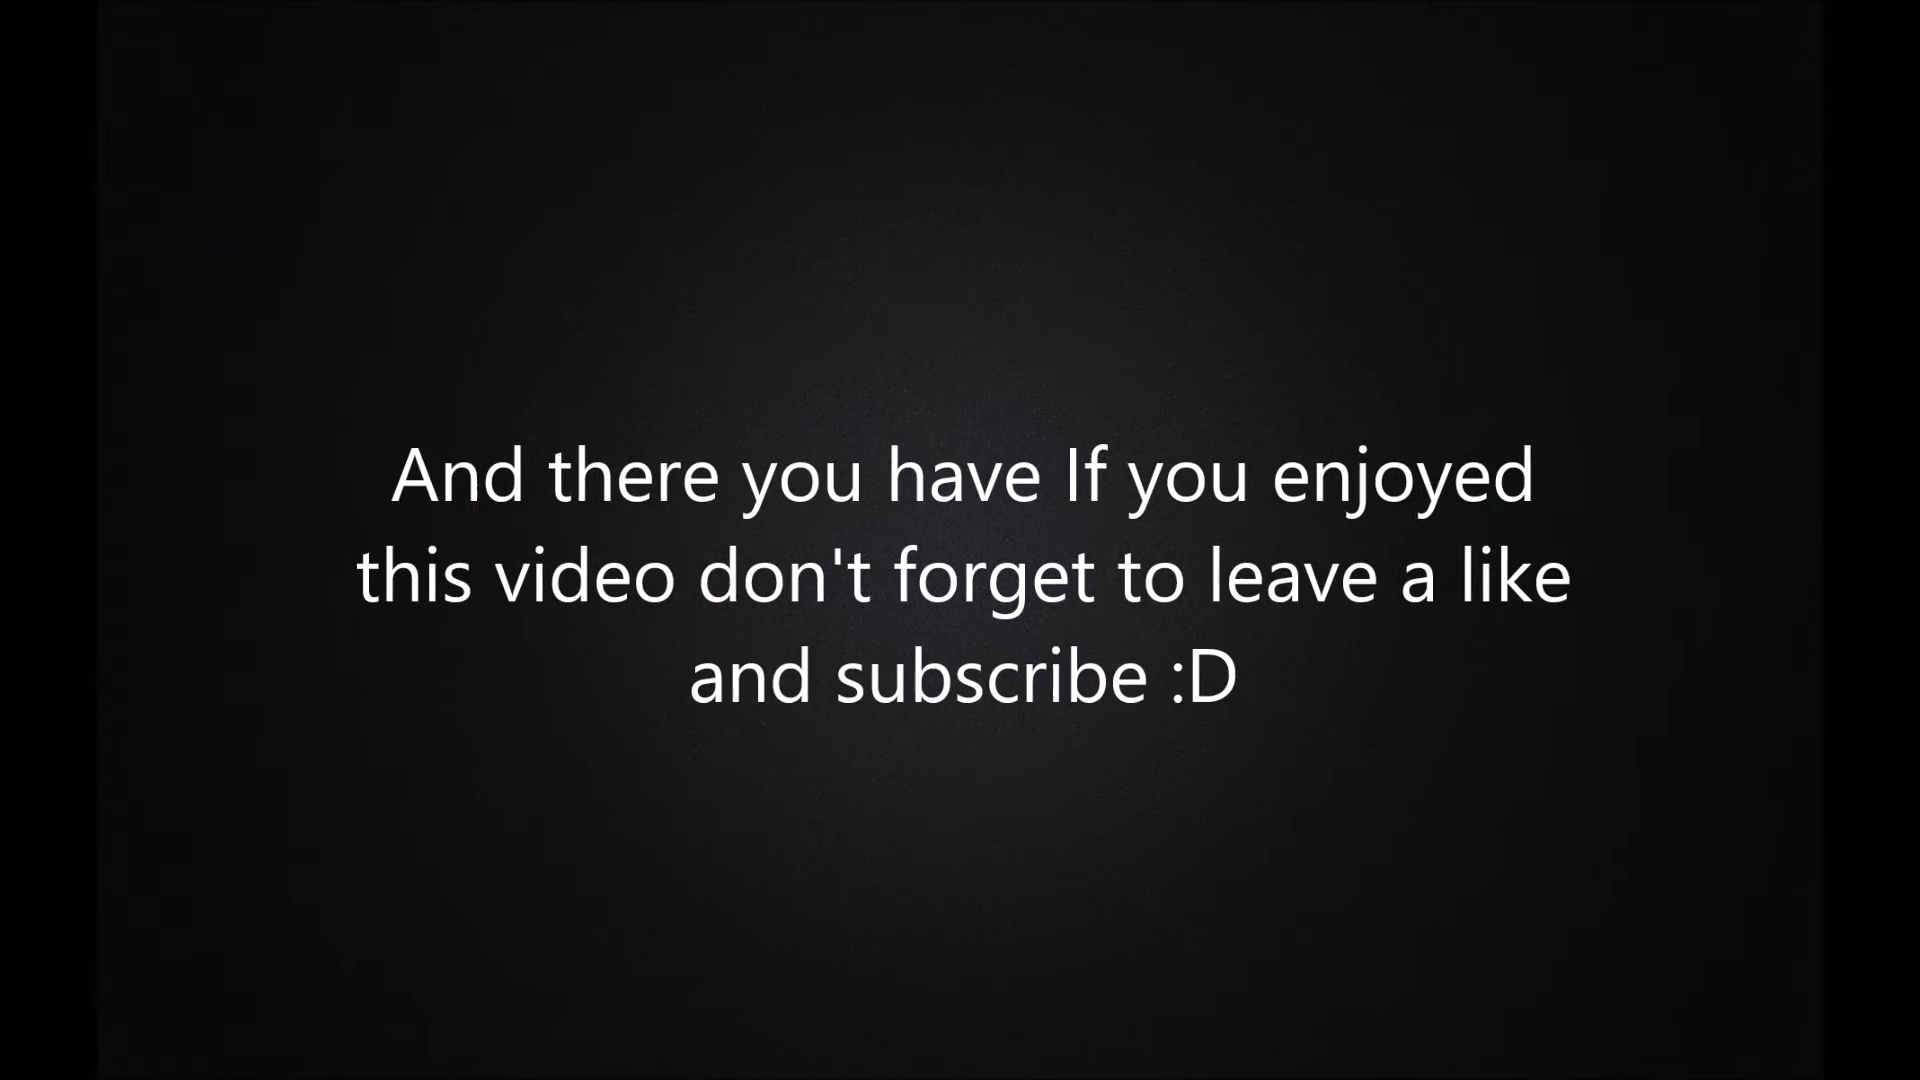 And there you have If you enjoyed
this video don't forget to leave a like
and subscribe :D